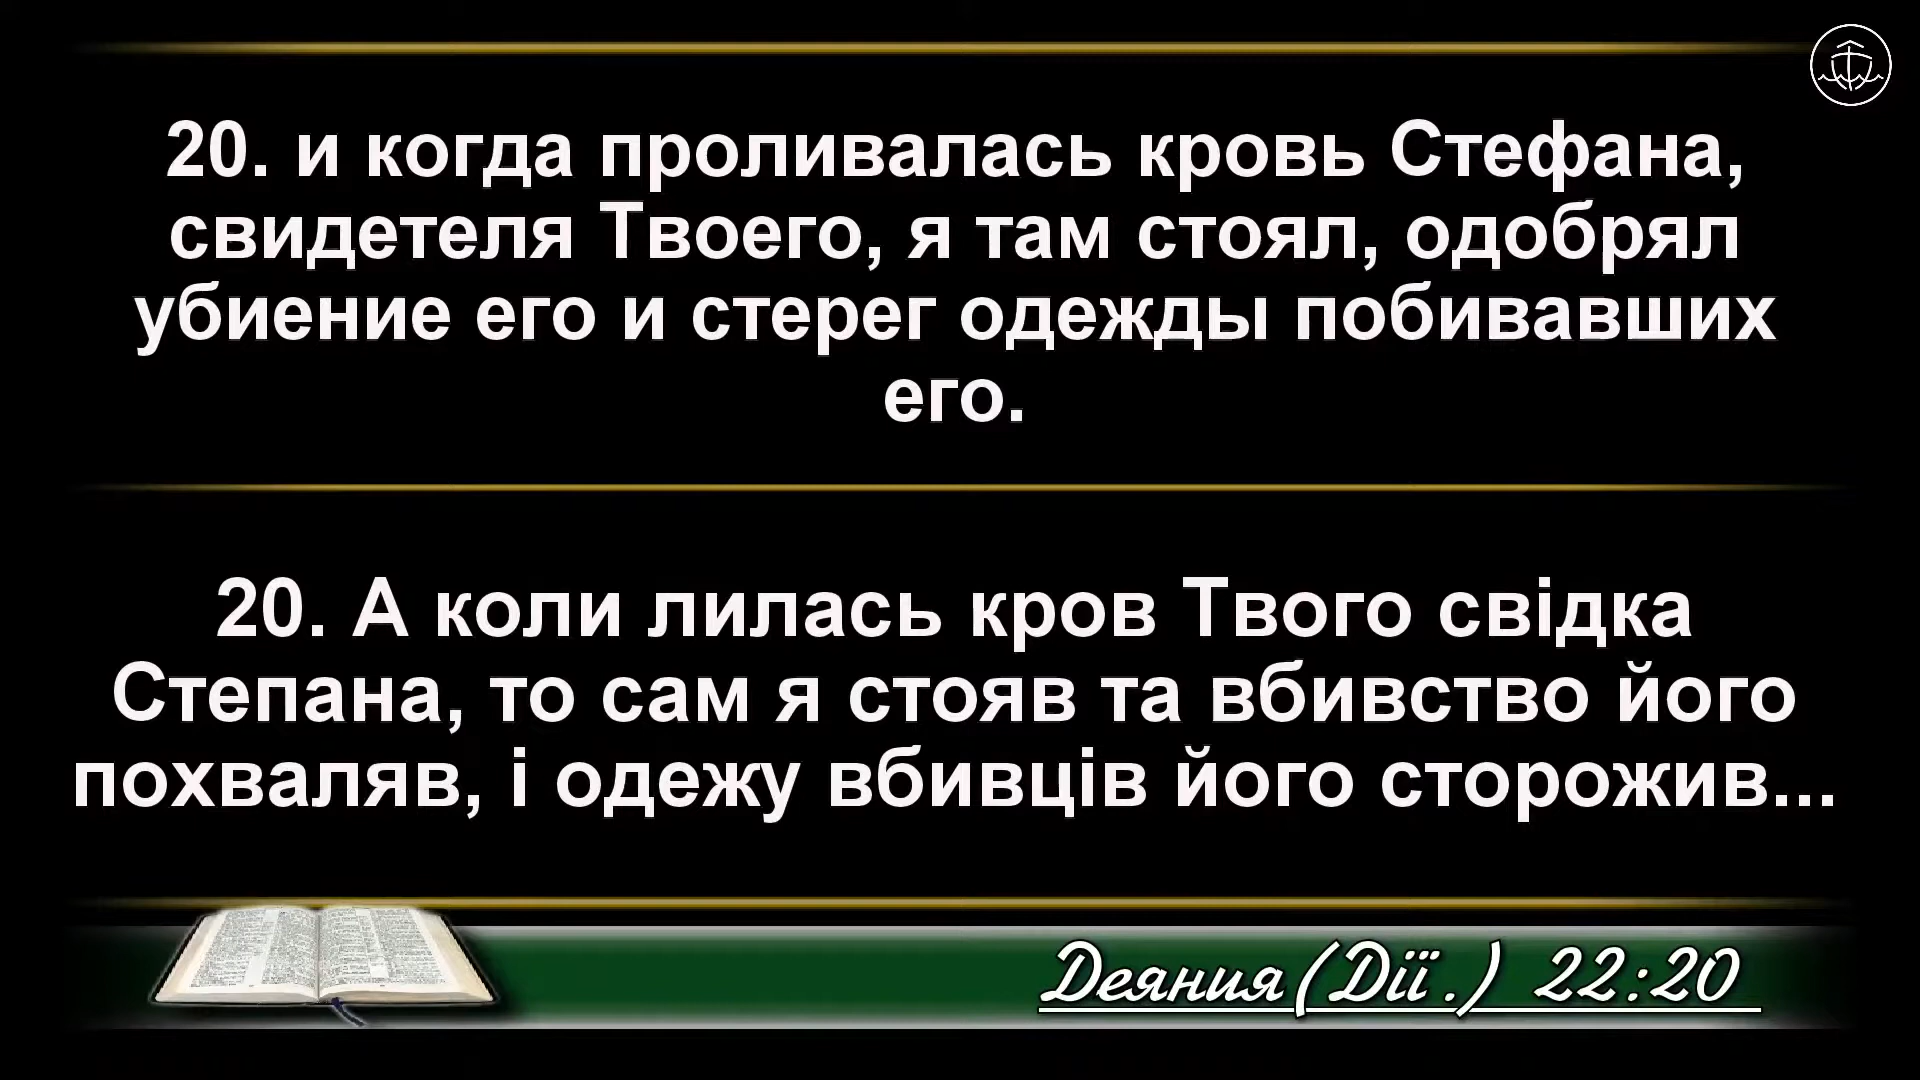 20. и когда проливалась кровь Стефана,
свидетеля Твоего, я там стоял, одобрял
убиение его и стерег одежды побивавших
его.
20. А коли лилась кров Твого свідка
Степана, то сам я стояв та вбивство його
похваляв, і одежу вбивців його сторожив...
Деяния(Дії.) 22:20